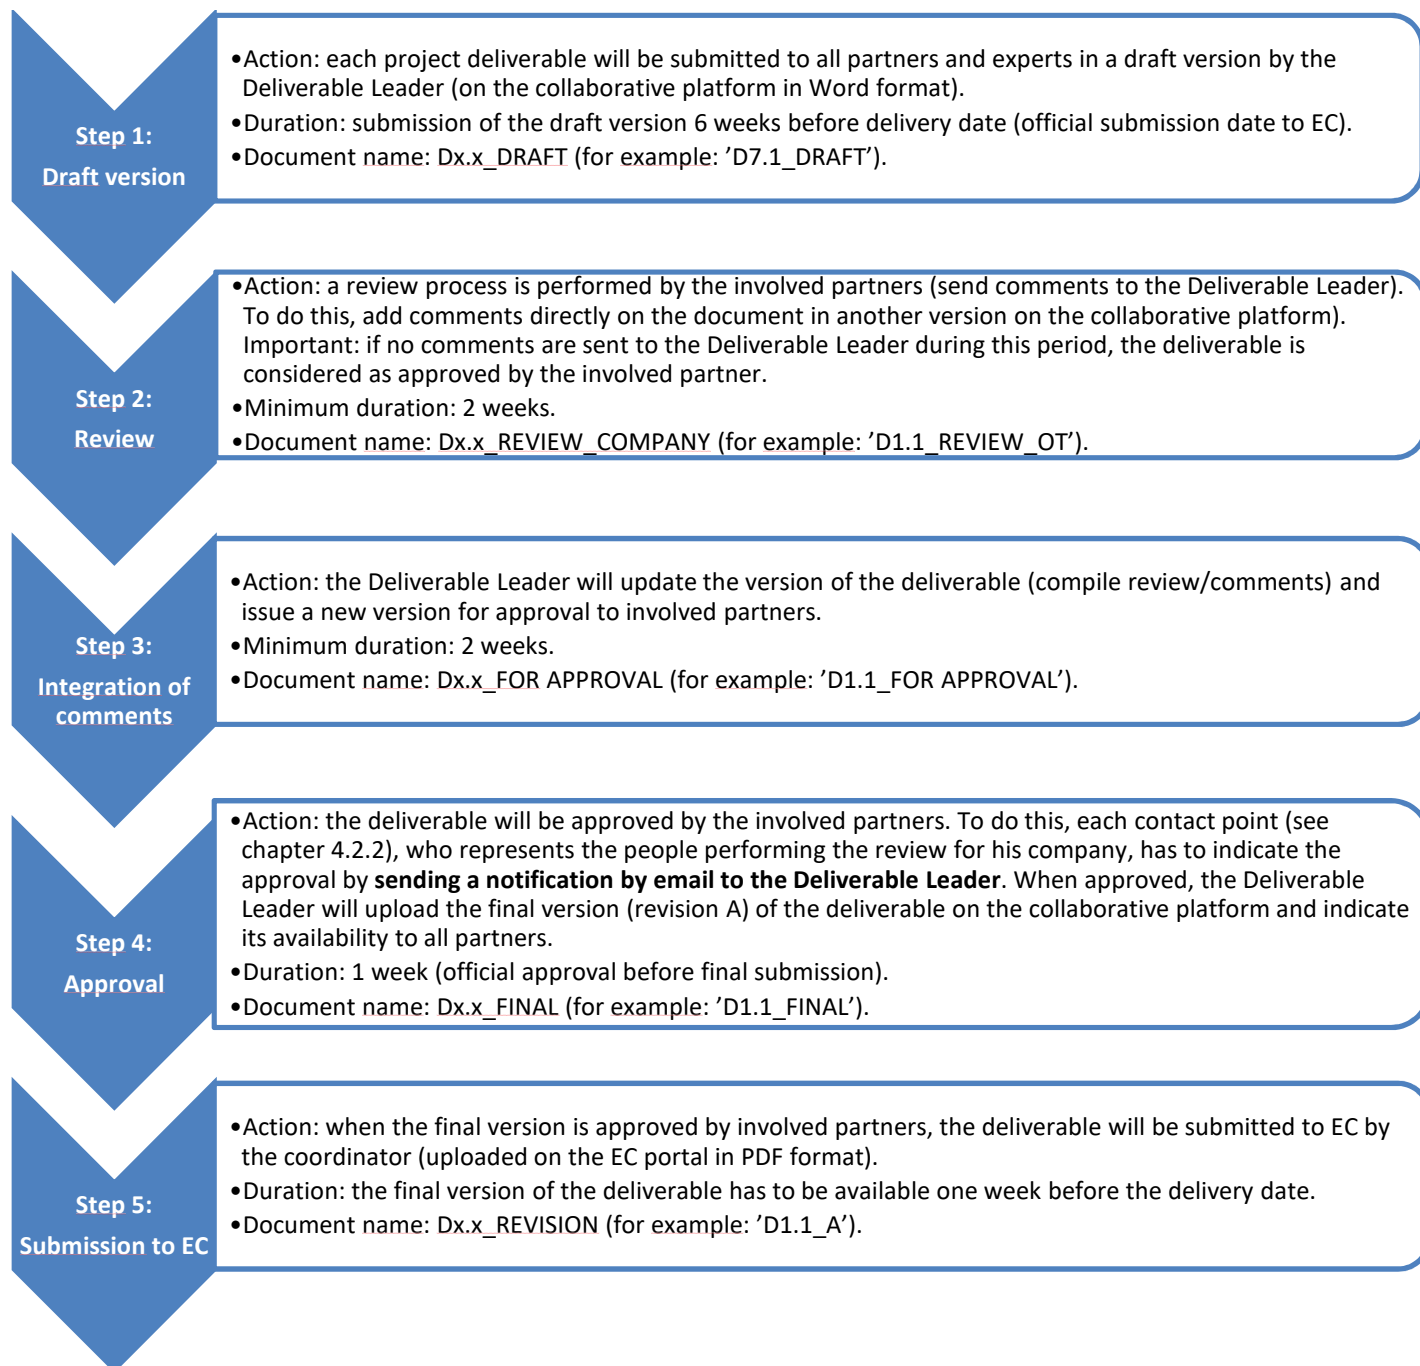 Step 1:
Draft version
•Action: each project deliverable will be submitted to all partners and experts in a draft version by the
Deliverable Leader (on the collaborative platform in Word format).
•Duration: submission of the draft version 6 weeks before delivery date (official submission date to EC).
•Document name: Dx.x_DRAFT (for example: ’D7.1_DRAFT’).
Step 2:
Review
•Action: a review process is performed by the involved partners (send comments to the Deliverable Leader).
To do this, add comments directly on the document in another version on the collaborative platform).
Important: if no comments are sent to the Deliverable Leader during this period, the deliverable is
considered as approved by the involved partner.
•Minimum duration: 2 weeks.
•Document name: Dx.x_REVIEW_COMPANY (for example: ’D1.1_REVIEW_OT’).
Step 3:
Integration of
comments
•Action: the Deliverable Leader will update the version of the deliverable (compile review/comments) and
issue a new version for approval to involved partners.
•Minimum duration: 2 weeks.
•Document name: Dx.x_FOR APPROVAL (for example: ’D1.1_FOR APPROVAL’).
Step 4:
Approval
•Action: the deliverable will be approved by the involved partners. To do this, each contact point (see
chapter 4.2.2), who represents the people performing the review for his company, has to indicate the
approval by sending a notification by email to the Deliverable Leader. When approved, the Deliverable
Leader will upload the final version (revision A) of the deliverable on the collaborative platform and indicate
its availability to all partners.
•Duration: 1 week (official approval before final submission).
•Document name: Dx.x_FINAL (for example: ’D1.1_FINAL’).
Step 5:
Submission to EC
•Action: when the final version is approved by involved partners, the deliverable will be submitted to EC by
the coordinator (uploaded on the EC portal in PDF format).
•Duration: the final version of the deliverable has to be available one week before the delivery date.
•Document name: Dx.x_REVISION (for example: ’D1.1_A’).